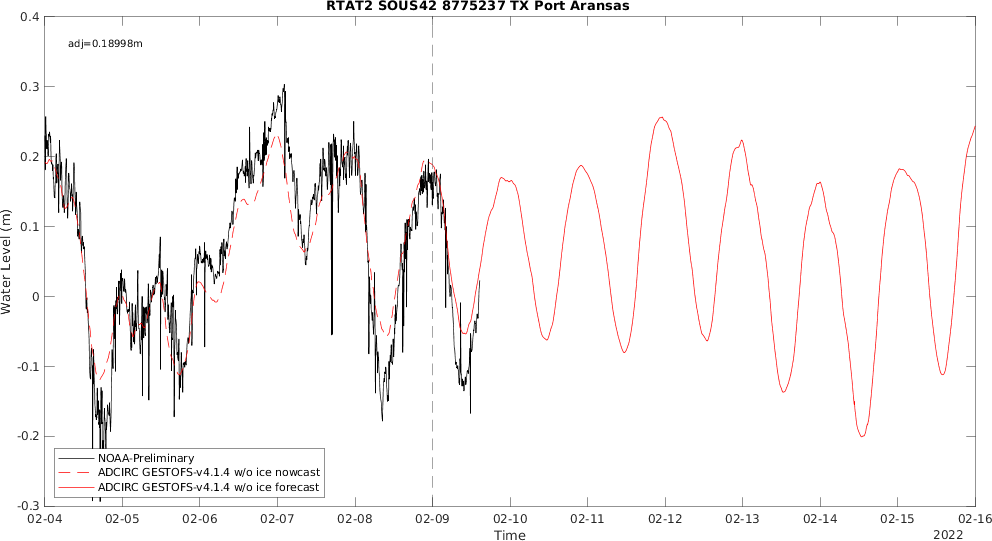 RTAT2 SOUS42 8775237 TX Port Aransas
adj=0.18998m
0.4
0.3
0.2
0.1
0
-0.1
-0.2
-0.3
Water Level (m)
NOAA-Preliminary
ADCIRC GESTOFS-v4.1.4 w/o ice nowcast
ADCIRC GESTOFS-v4.1.4 w/o ice forecast
02-04 02-05 02-06 02-07 02-08 02-09 02-10 02-11 02-12 02-13 02-14 02-15 02-16
Time
2022